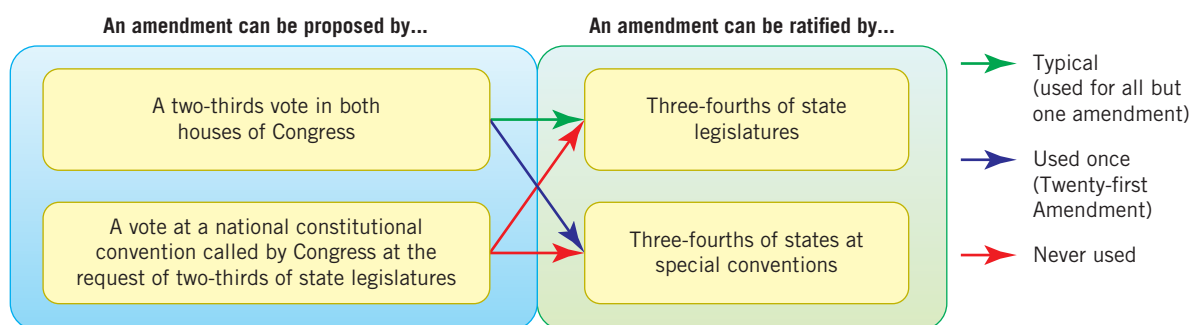 An amendment can be proposed by...
An amendment can be ratified by...
A two-thirds vote in both
houses of Congress
Three-fourths of state
legislatures
A vote at a national constitutional
convention called by Congress at the
request of two-thirds of state legislatures
Three-fourths of states at
special conventions
Typical
(used for all but
one amendment)
Used once
(Twenty-first
Amendment)
Never used